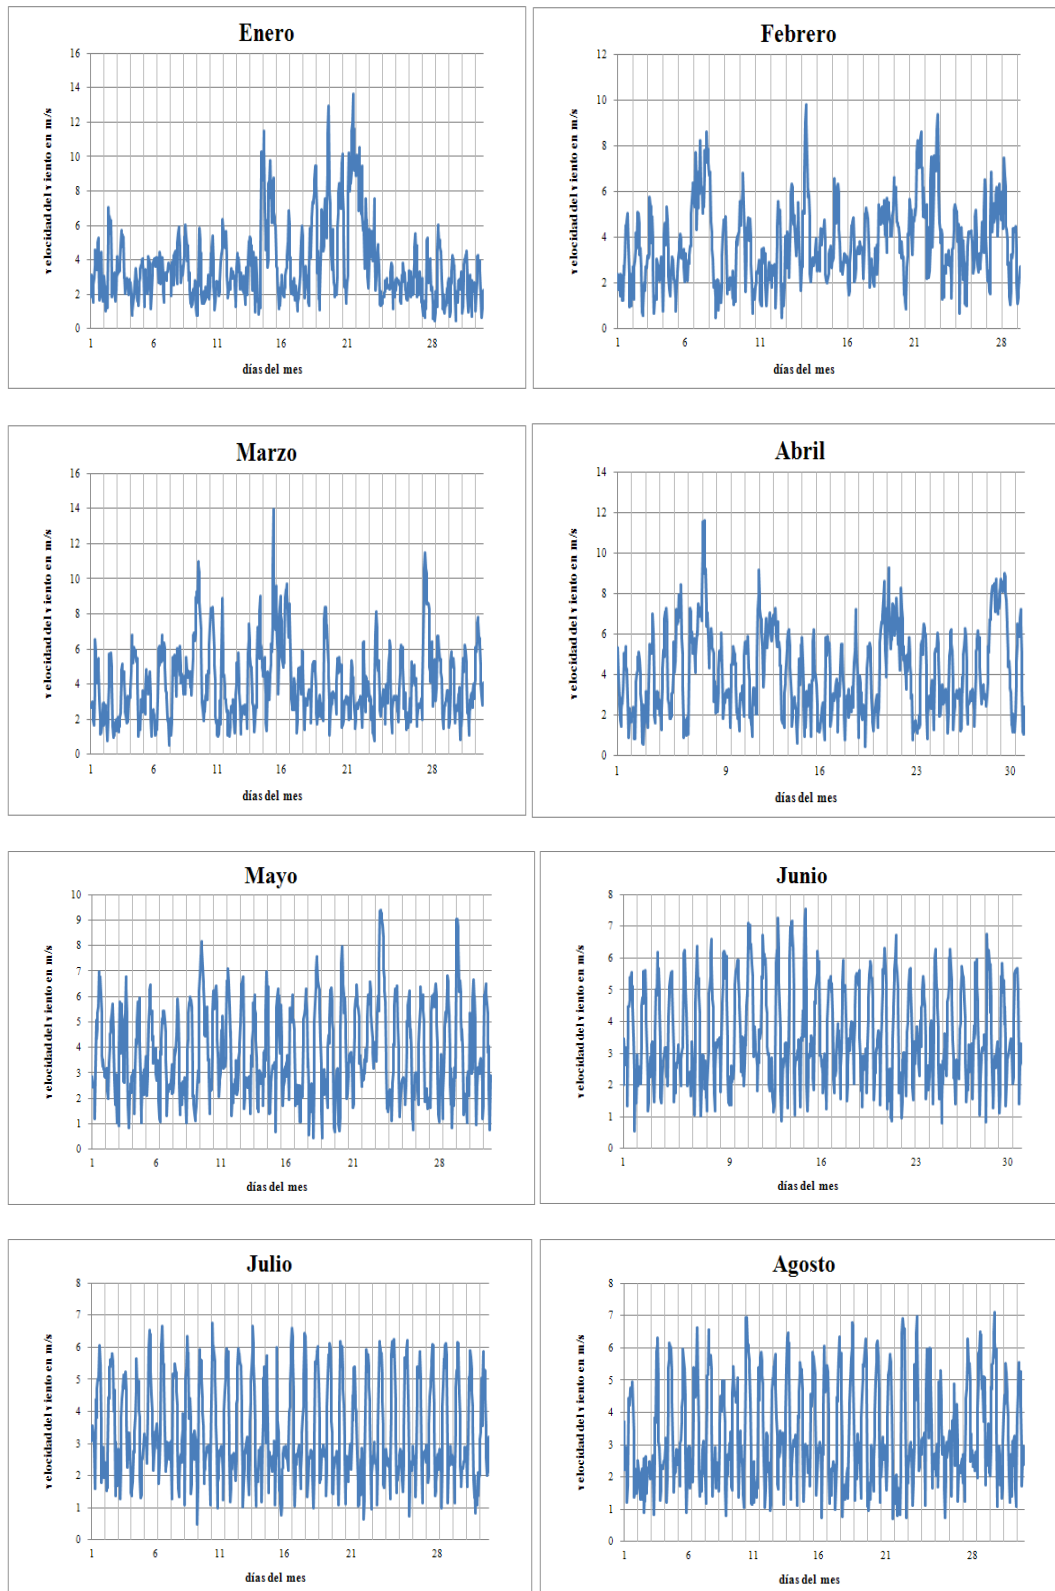 Enero
velocidad del viento en m/s
16
14
12
10
8
6
4
2
0
1 6 11 16 21 28
días del mes
Febrero
velocidad del viento en m/s
12
10
8
6
4
2
0
1 6 11 16 21 28
días del mes
Marzo
velocidad del viento en m/s
16
14
12
10
8
6
4
2
0
1 6 11 16 21 28
días del mes
Abril
velocidad del viento en m/s
14
12
10
8
6
4
2
0
1 9 16 23 30
días del mes
Mayo
velocidad del viento en m/s
10
9
8
7
6
5
4
3
2
1
0
1 6 11 16 21 28
días del mes
Junio
velocidad del viento en m/s
8
7
6
5
4
3
2
1
0
1 9 16 23 30
días del mes
Julio
velocidad del viento en m/s
8
7
6
5
4
3
2
1
0
1 6 11 16 21 28
días del mes
Agosto
velocidad del viento en m/s
8
7
6
5
4
3
2
1
0
1 6 11 16 21 28
días del mes